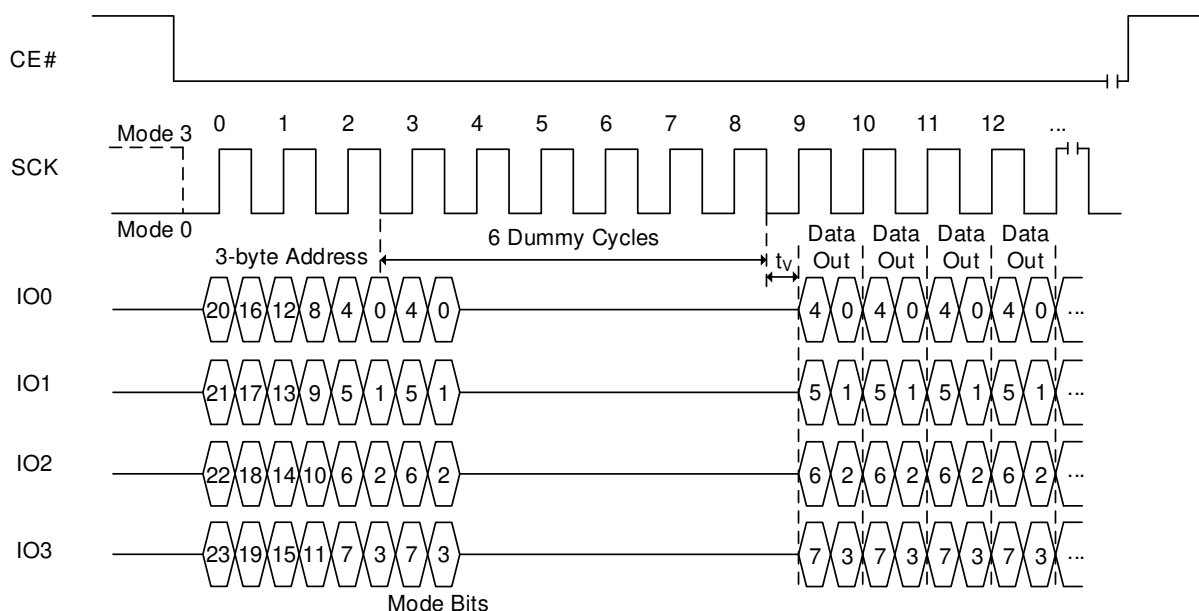 CE#
0 1 2 3 4 5 6 7 8 9 10 11 12 ...
Mode 3
SCK
Mode 0
3-byte Address
6 Dummy Cycles
tV
Data Out
Data Out
Data Out
Data Out
IO0
20 16 12 8 4 0 4 0 4 0 4 0 4 0 4 0 ...
IO1
21 17 13 9 5 1 5 1 5 1 5 1 5 1 5 1 ...
IO2
22 18 14 10 6 2 6 2 6 2 6 2 6 2 6 2 ...
IO3
23 19 15 11 7 3 7 3 7 3 7 3 7 3 7 3 ...
Mode Bits